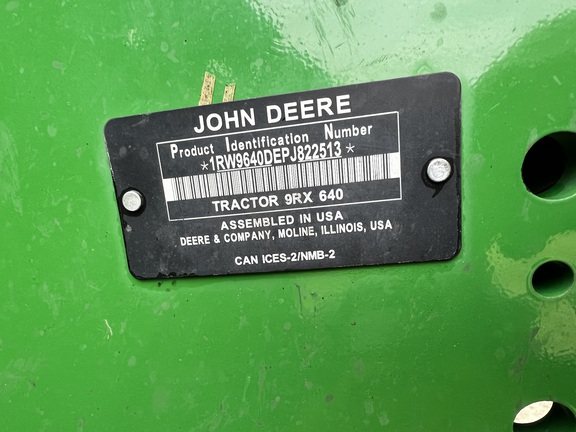 JOHN DEERE
Product Identification Number
*1RW9640DEPJ822513*
TRACTOR 9RX 640
ASSEMBLED IN USA
DEERE & COMPANY, MOLINE, ILLINOIS, USA
CAN ICES-2/NMB-2